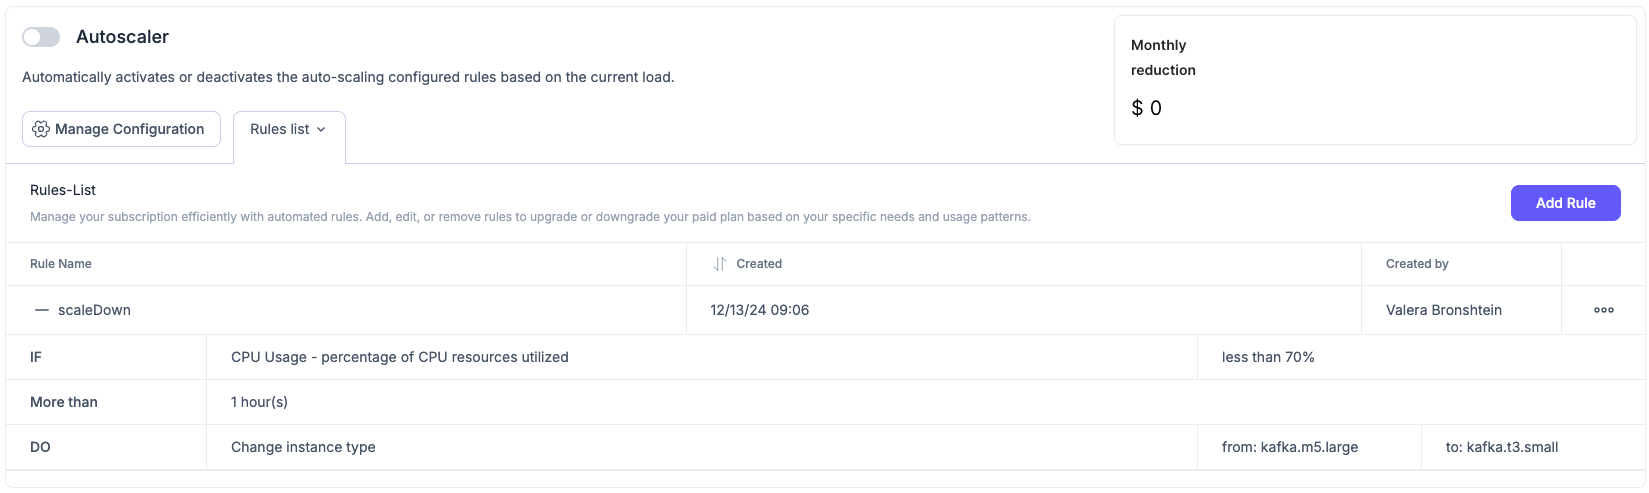 Autoscaler
Automatically activates or deactivates the auto-scaling configured rules based on the current load.
Monthly
reduction
$ 0
Manage Configuration
Rules list
Rules-List
Manage your subscription efficiently with automated rules. Add, edit, or remove rules to upgrade or downgrade your paid plan based on your specific needs and usage patterns.
Add Rule
Rule Name Created Created by
scaleDown 12/13/24 09:06 Valera Bronshtein
IF CPU Usage - percentage of CPU resources utilized less than 70%
More than 1 hour(s)
DO Change instance type from: kafka.m5.large to: kafka.t3.small